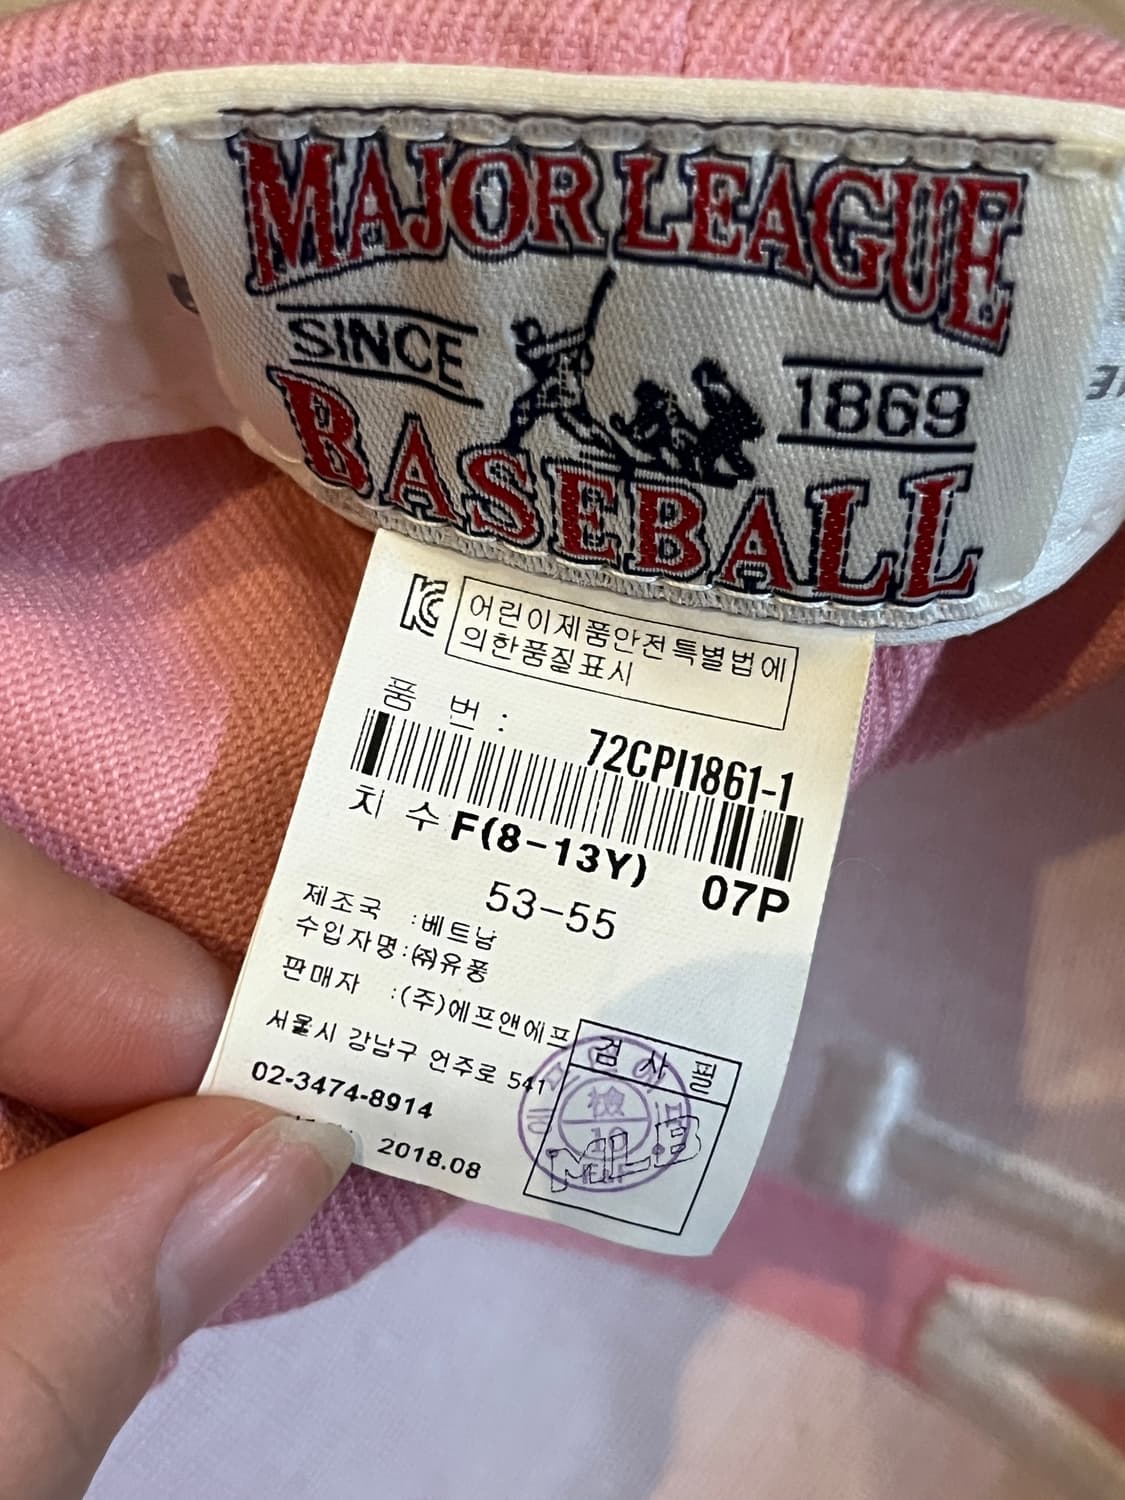 MAJOR LEAGUE
SINCE 1869
BASEBALL
KC 어린이제품안전특별법에
의한품질표시
품 번 : 72CPI1861-1
치 수 F(8-13Y) 07P
53-55
제조국 :베트남
수입자명:㈜유풍
판매자 :(주)에프앤에프
서울시 강남구 언주로 541
02-3474-8914
2018.08
검 사 필
檢
MLB